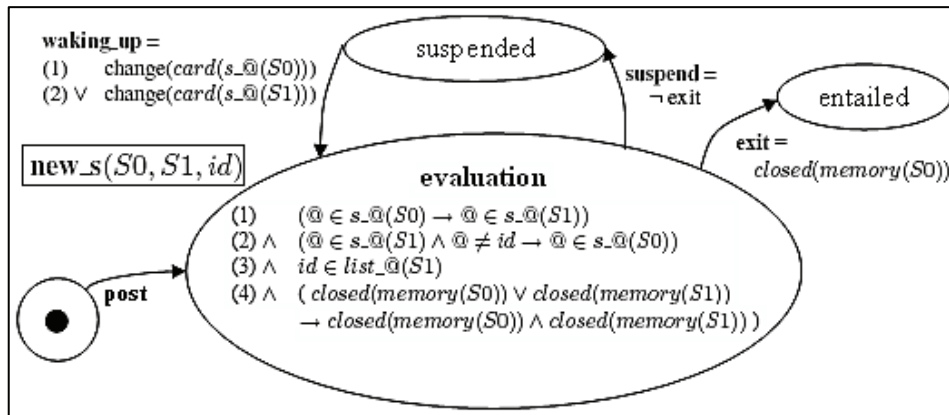 waking_up =
(1) change(card(s_@(S0)))
(2) ∨ change(card(s_@(S1)))
suspended
suspend =
¬ exit
entailed
exit =
closed(memory(S0))
new_s(S0, S1, id)
evaluation
(1) (@ ∈ s_@(S0) → @ ∈ s_@(S1))
(2) ∧ (@ ∈ s_@(S1) ∧ @ ≠ id → @ ∈ s_@(S0))
(3) ∧ id ∈ list_@(S1)
(4) ∧ ( closed(memory(S0)) ∨ closed(memory(S1))
→ closed(memory(S0)) ∧ closed(memory(S1)) )
post